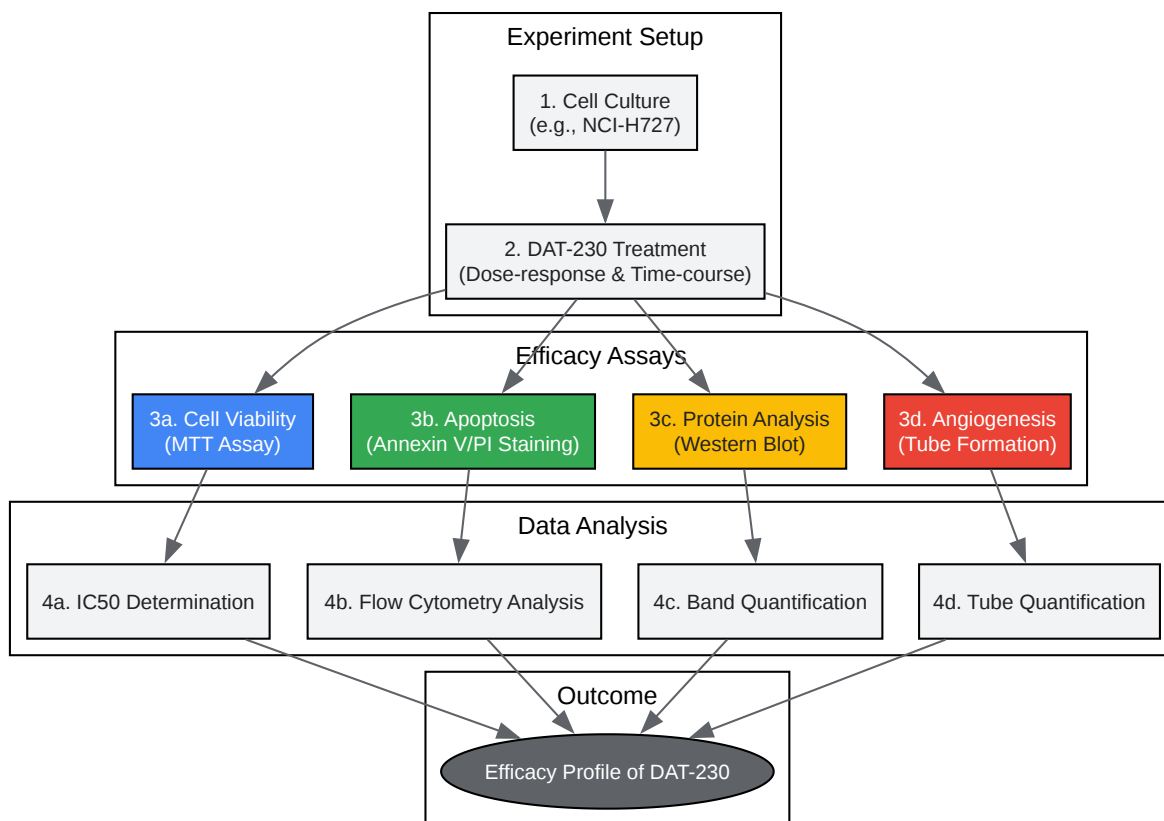 Experiment Setup
1. Cell Culture
(e.g., NCI-H727)
2. DAT-230 Treatment
(Dose-response & Time-course)
Efficacy Assays
3a. Cell Viability
(MTT Assay)
3b. Apoptosis
(Annexin V/PI Staining)
3c. Protein Analysis
(Western Blot)
3d. Angiogenesis
(Tube Formation)
Data Analysis
4a. IC50 Determination
4b. Flow Cytometry Analysis
4c. Band Quantification
4d. Tube Quantification
Outcome
Efficacy Profile of DAT-230